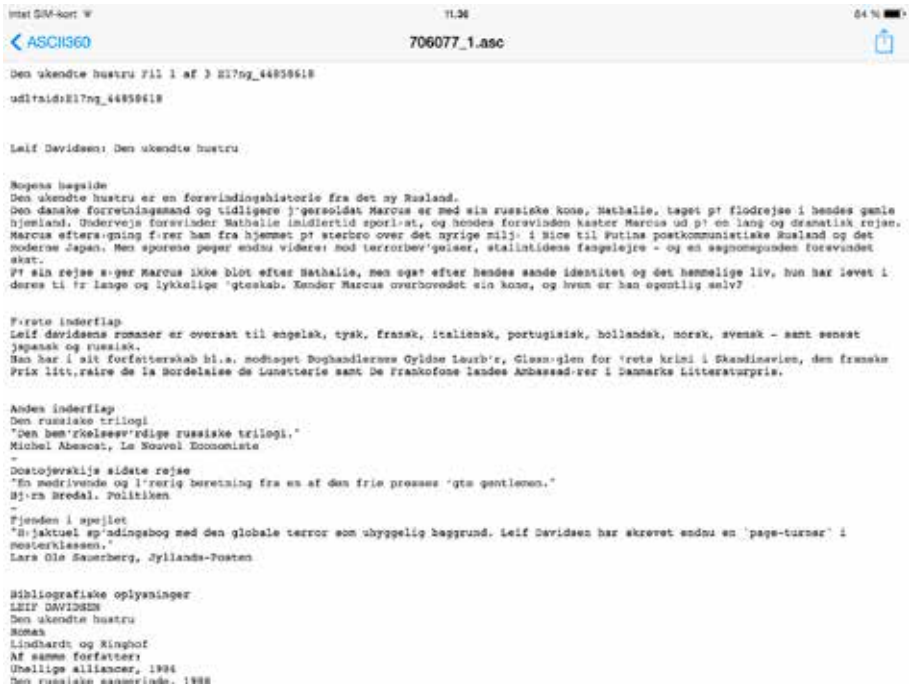 Intet SIM-kort
11.36
84 %
ASCII360
706077_1.asc
Den ukendte hustru Fil 1 af 3
Leif Davidsen: Den ukendte hustru
Bogens bagside
Den ukendte hustru er en forsvindingshistorie fra det ny Rusland.
Den danske forretningsmand og tidligere j'gersoldat Marcus er med sin russiske kone, Nathalie, taget p† flodrejse i hendes gamle
hjemland. Undervejs forsvinder Nathalie imidlertid sporl·st, og hendes forsvinden kaster Marcus ud p† en lang og dramatisk rejse.
Marcus efters·gning f·rer ham fra hjemmet p† sterbro over det nyrige milj· i Nice til Putins postkommunistiske Rusland og det
moderne Japan. Men sporene peger endnu videre: mod terrorbev'gelser, stalintidens fangelejre - og en sagnomspunden forsvundet
skat.
P† sin rejse s·ger Marcus ikke blot efter Nathalie, men ogs† efter hendes sande identitet og det hemmelige liv, hun har levet i
deres ti †r lange og lykkelige 'gteskab. Kender Marcus overhovedet sin kone, og hvem er han egentlig selv?
F·rste inderflap
Leif davidsens romaner er oversat til engelsk, tysk, fransk, italiensk, portugisisk, hollandsk, norsk, svensk - samt senest
japansk og russisk.
Han har i sit forfatterskab bl.a. modtaget Boghandlernes Gyldne Laurb'r, Glasn·glen for †rets krimi i Skandinavien, den franske
Prix litt‚raire de la Bordelaise de Lunetterie samt De Frankofone landes Ambassad·rer i Danmarks Litteraturpris.
Anden inderflap
Den russiske trilogi
"Den bem'rkelsesv'rdige russiske trilogi."
Michel Abescat, Le Nouvel Economiste
-
Dostojevskijs sidste rejse
"En medrivende og l'rerig beretning fra en af den frie presses 'gte gentlemen."
Bj·rn Bredal, Politiken
-
Fjenden i spejlet
"H·jaktuel sp'ndingsbog med den globale terror som uhyggelig baggrund. Leif Davidsen har skrevet endnu en `page-turner` i
mesterklassen."
Lars Ole Sauerberg, Jyllands-Posten
Bibliografiske oplysninger
LEIF DAVIDSEN
Den ukendte hustru
Roman
Lindhardt og Ringhof
Af samme forfatter:
Uhellige alliancer, 1984
Den russiske sangerinde, 1988